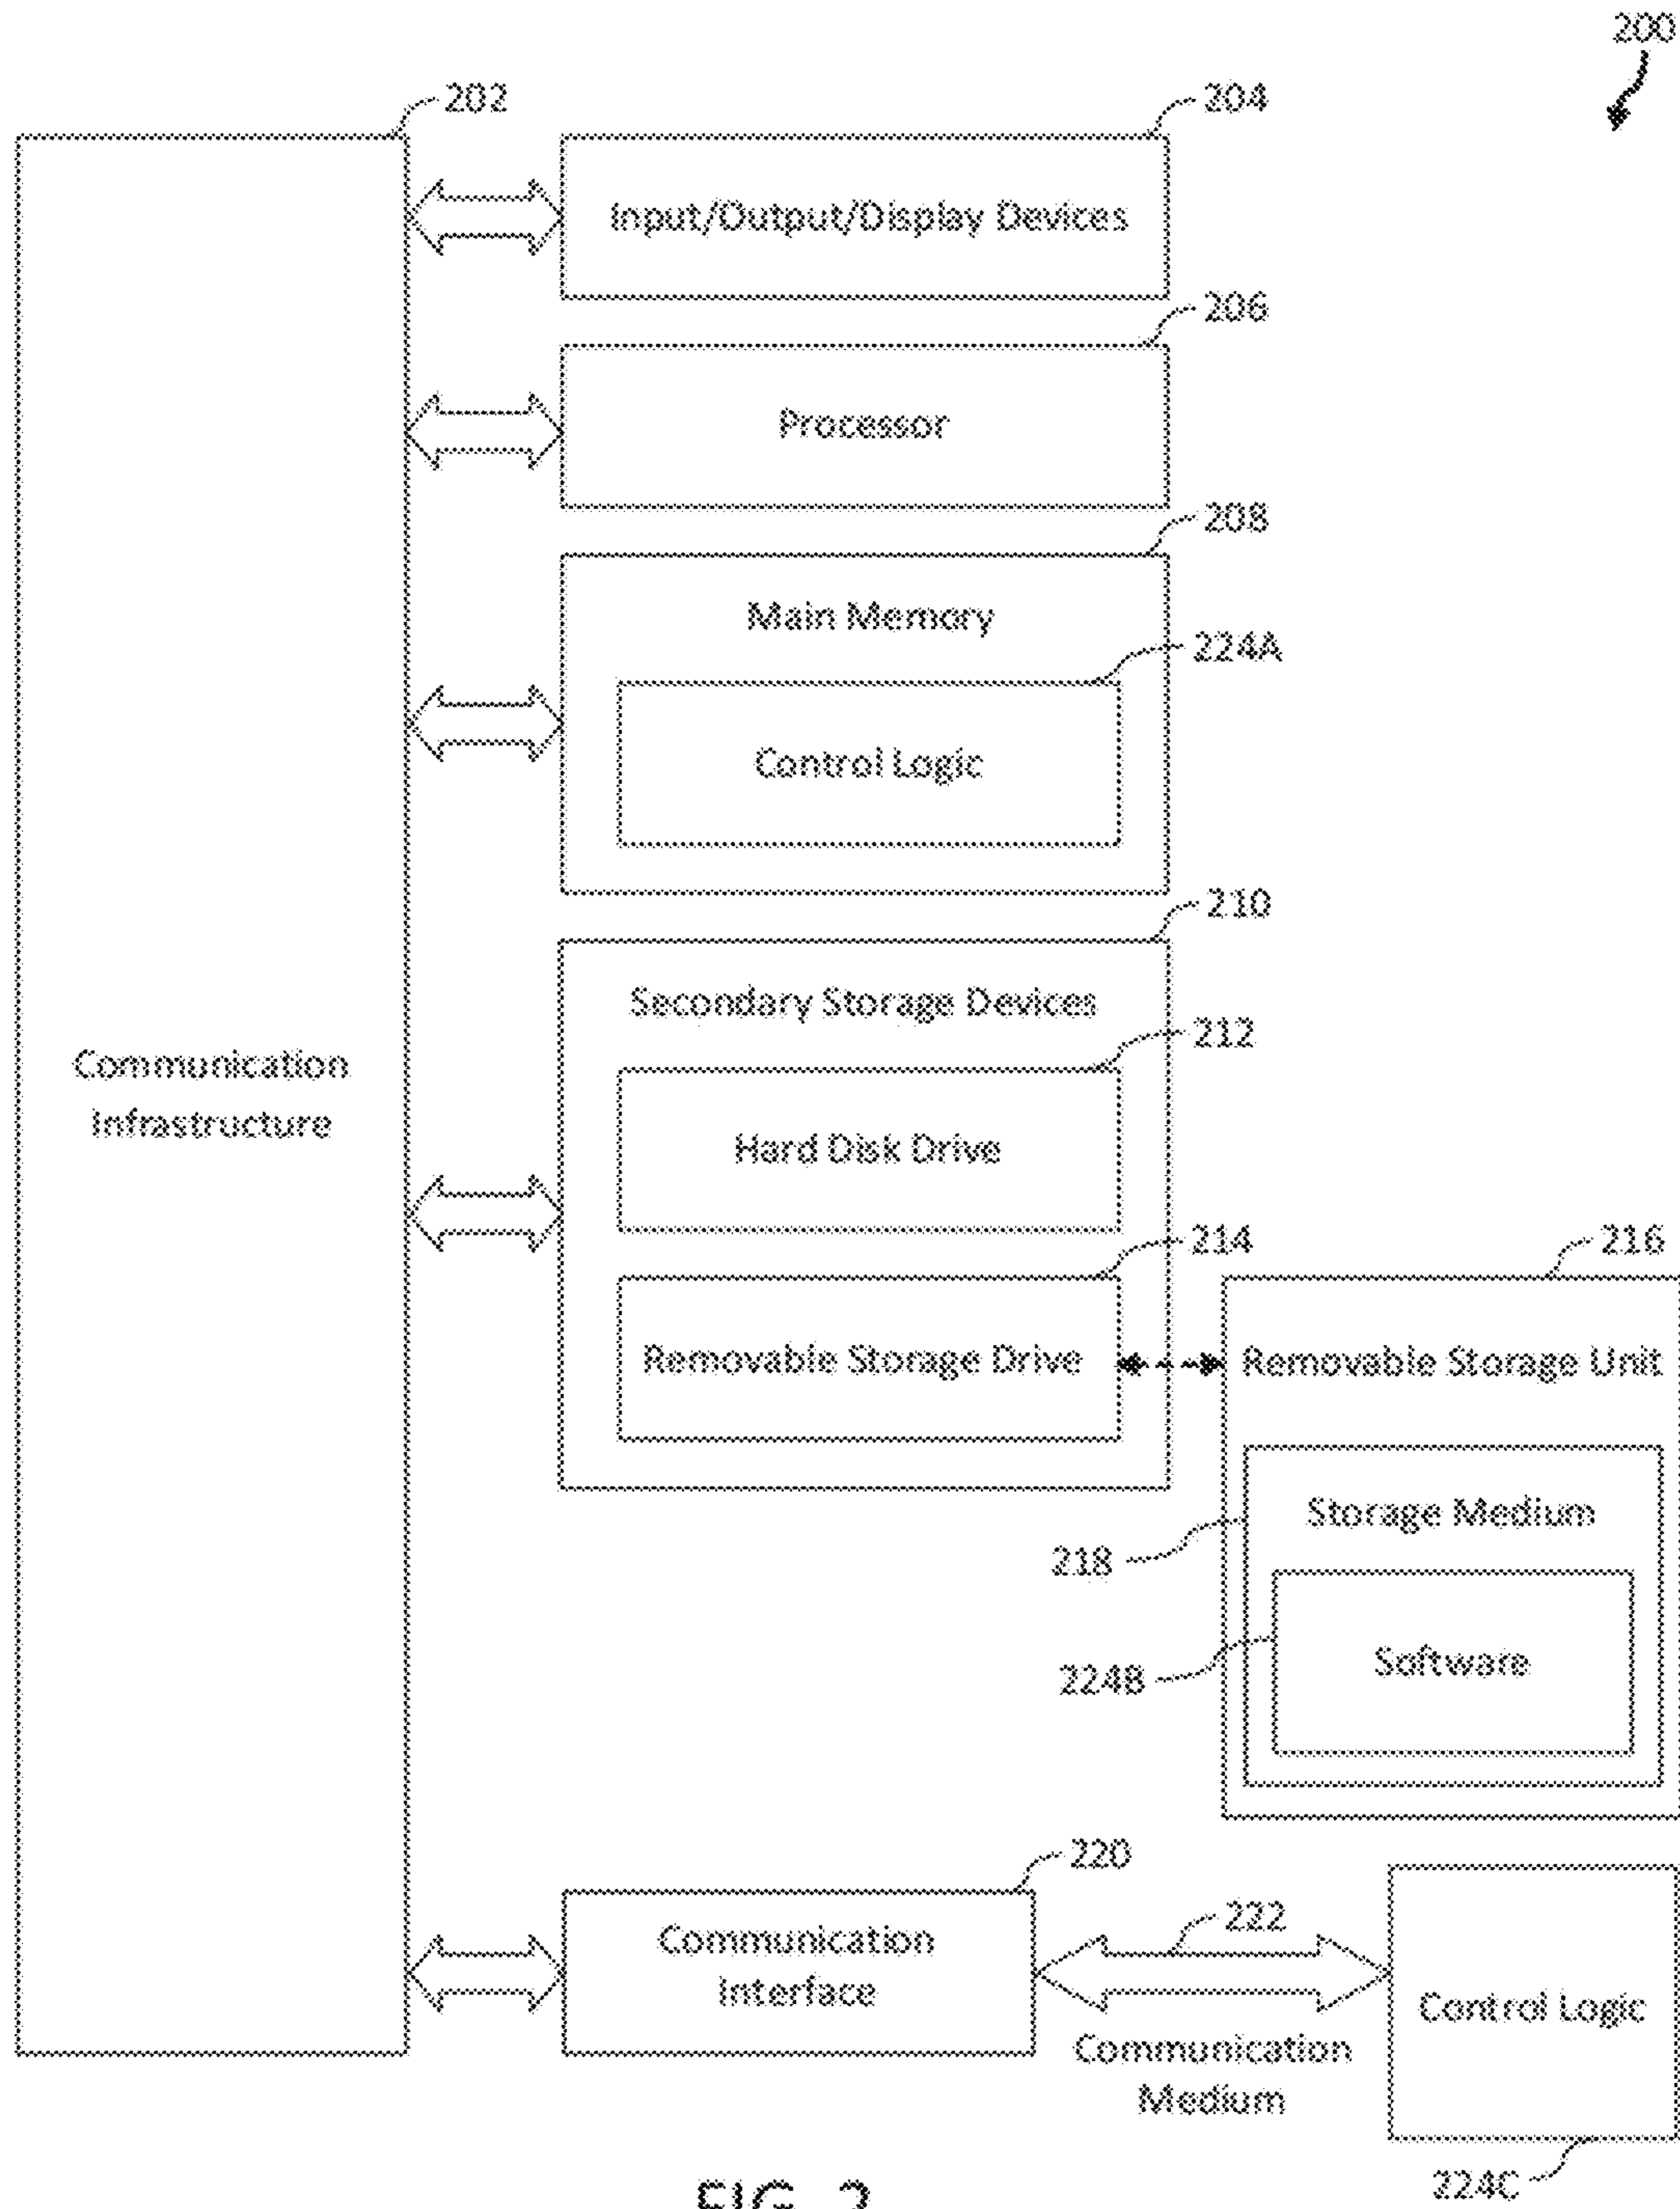 200
202
204
Input/Output/Display Devices
206
Processor
208
Main Memory
224A
Control Logic
210
Secondary Storage Devices
212
Communication
Infrastructure
Hard Disk Drive
214
216
Removable Storage Drive
Removable Storage Unit
Storage Medium
218
Software
224B
220
222
Communication
Interface
Control Logic
Communication
Medium
224C
FIG. 2